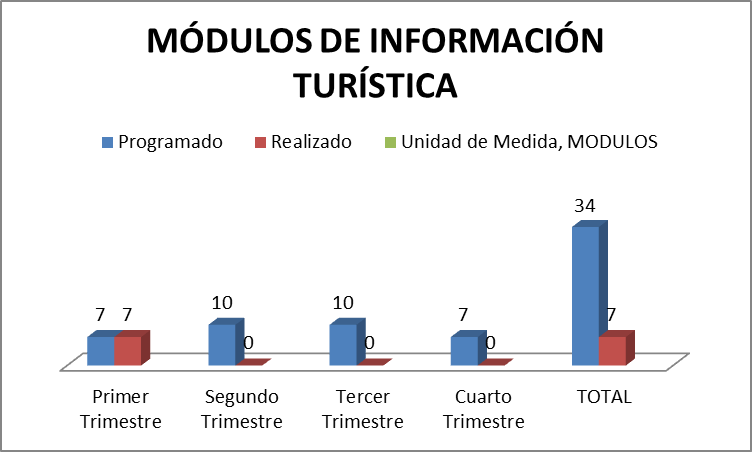 MÓDULOS DE INFORMACIÓN
TURÍSTICA
Programado Realizado Unidad de Medida, MODULOS
34
10 10
7 7 7 7
0 0 0
Primer Segundo Tercer Cuarto TOTAL
Trimestre Trimestre Trimestre Trimestre